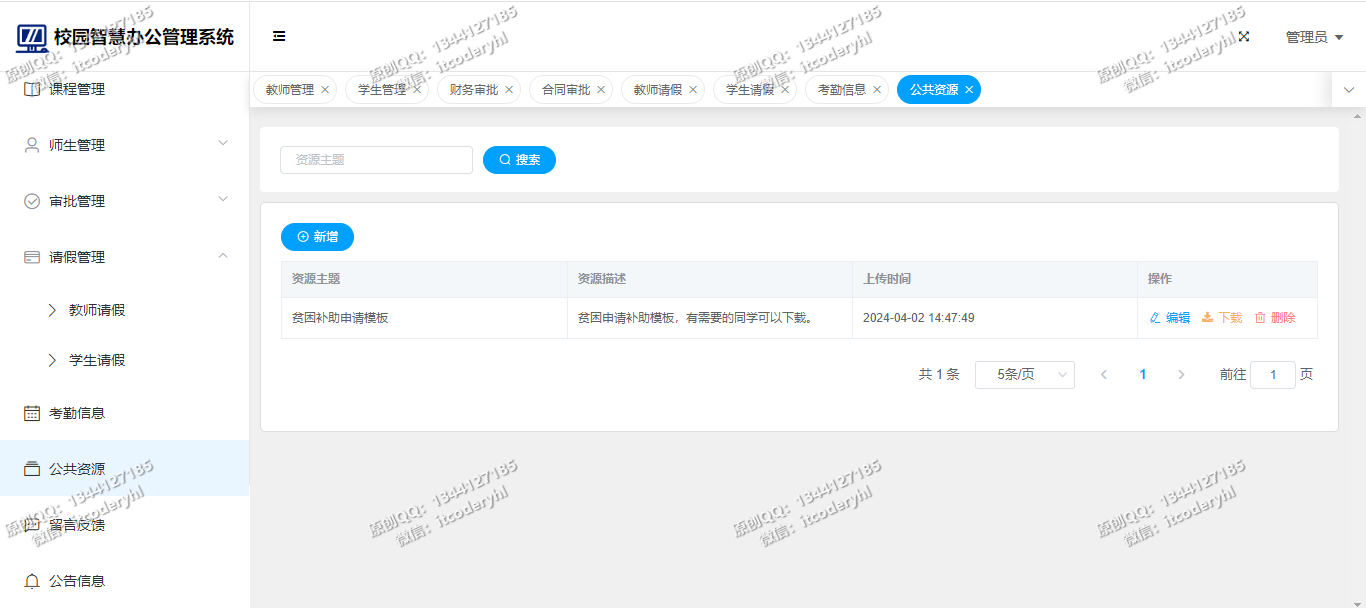 校园智慧办公管理系统
管理员
课程管理
师生管理
审批管理
请假管理
教师请假
学生请假
考勤信息
公共资源
留言反馈
公告信息
教师管理 学生管理 财务审批 合同审批 教师请假 学生请假 考勤信息 公共资源
资源主题 搜索
新增
资源主题 资源描述 上传时间 操作
贫困补助申请模板 贫困申请补助模板，有需要的同学可以下载。 2024-04-02 14:47:49 编辑 下载 删除
共 1 条 5条/页 1 前往 1 页
原创QQ：1344127185
微信：itcoderyhl
原创QQ：1344127185
微信：itcoderyhl
原创QQ：1344127185
微信：itcoderyhl
原创QQ：1344127185
微信：itcoderyhl
原创QQ：1344127185
微信：itcoderyhl
原创QQ：1344127185
微信：itcoderyhl
原创QQ：1344127185
微信：itcoderyhl
原创QQ：1344127185
微信：itcoderyhl